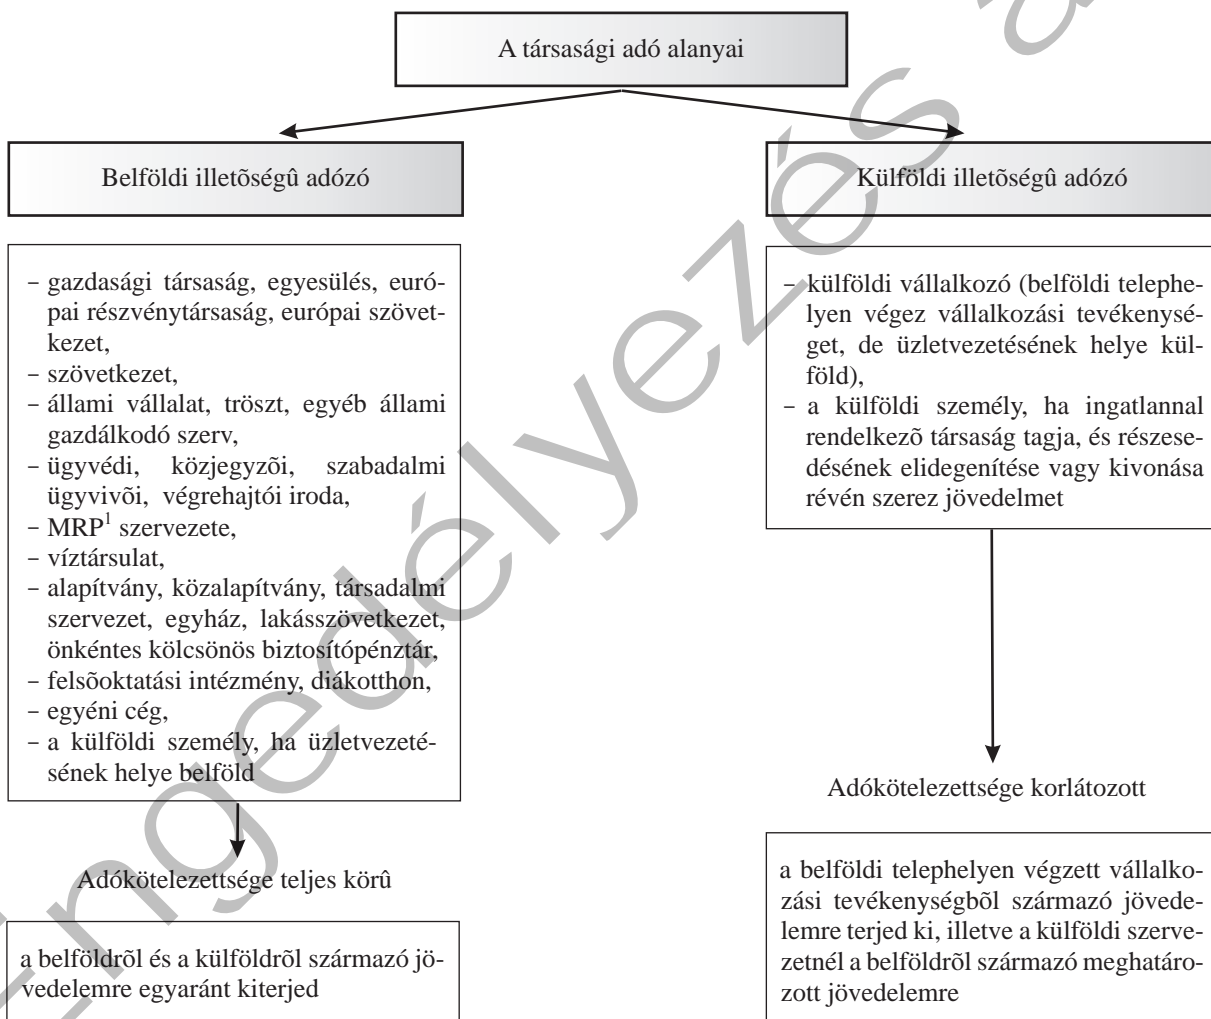 A társasági adó alanyai
Belföldi illetõségû adózó
– gazdasági társaság, egyesülés, euró-
pai részvénytársaság, európai szövet-
kezet,
– szövetkezet,
– állami vállalat, tröszt, egyéb állami
gazdálkodó szerv,
– ügyvédi, közjegyzõi, szabadalmi
ügyvivõi, végrehajtói iroda,
– MRP1 szervezete,
– víztársulat,
– alapítvány, közalapítvány, társadalmi
szervezet, egyház, lakásszövetkezet,
önkéntes kölcsönös biztosítópénztár,
– felsõoktatási intézmény, diákotthon,
– egyéni cég,
– a külföldi személy, ha üzletvezeté-
sének helye belföld
Adókötelezettsége teljes körû
a belföldrõl és a külföldrõl származó jö-
vedelemre egyaránt kiterjed
Külföldi illetõségû adózó
– külföldi vállalkozó (belföldi telephe-
lyen végez vállalkozási tevékenysé-
get, de üzletvezetésének helye kül-
föld),
– a külföldi személy, ha ingatlannal
rendelkezõ társaság tagja, és részese-
désének elidegenítése vagy kivonása
révén szerez jövedelmet
Adókötelezettsége korlátozott
a belföldi telephelyen végzett vállalko-
zási tevékenységbõl származó jövede-
lemre terjed ki, illetve a külföldi szerve-
zetnél a belföldrõl származó meghatáro-
zott jövedelemre
Engedélyezés